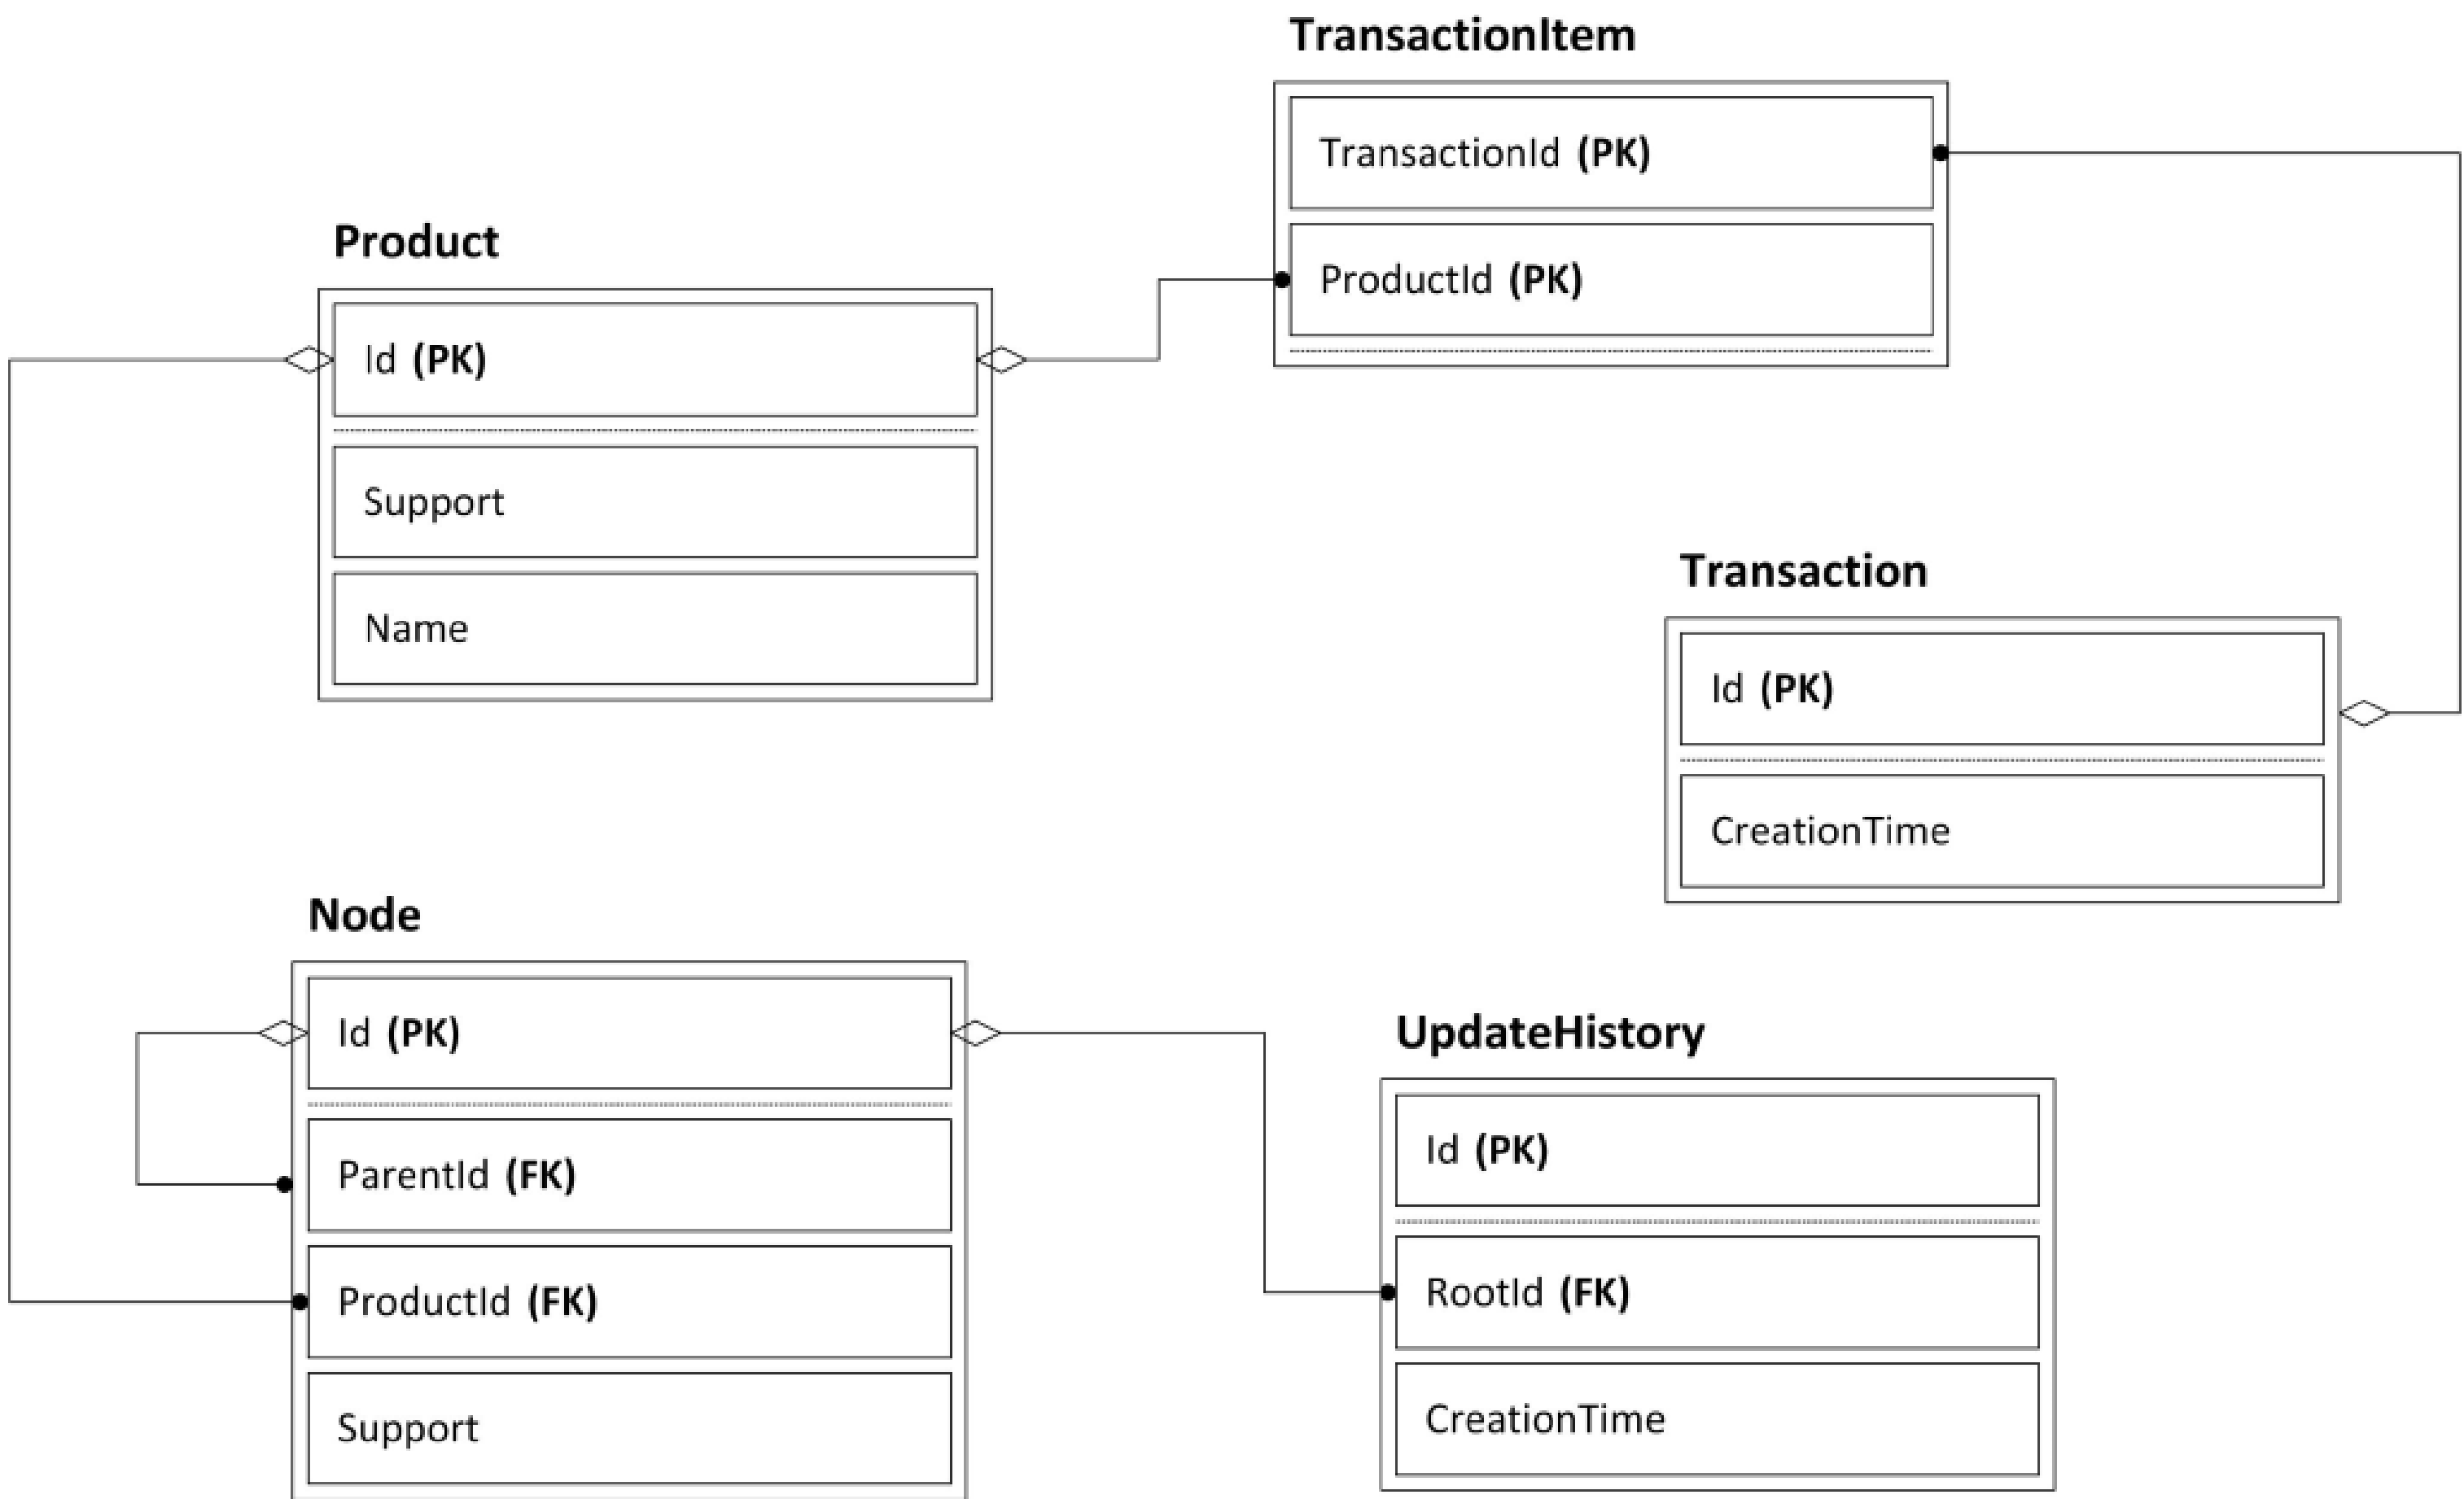 TransactionItem
TransactionId (PK)
ProductId (PK)
Product
Id (PK)
Support
Name
Transaction
Id (PK)
CreationTime
Node
Id (PK)
ParentId (FK)
ProductId (FK)
Support
UpdateHistory
Id (PK)
RootId (FK)
CreationTime